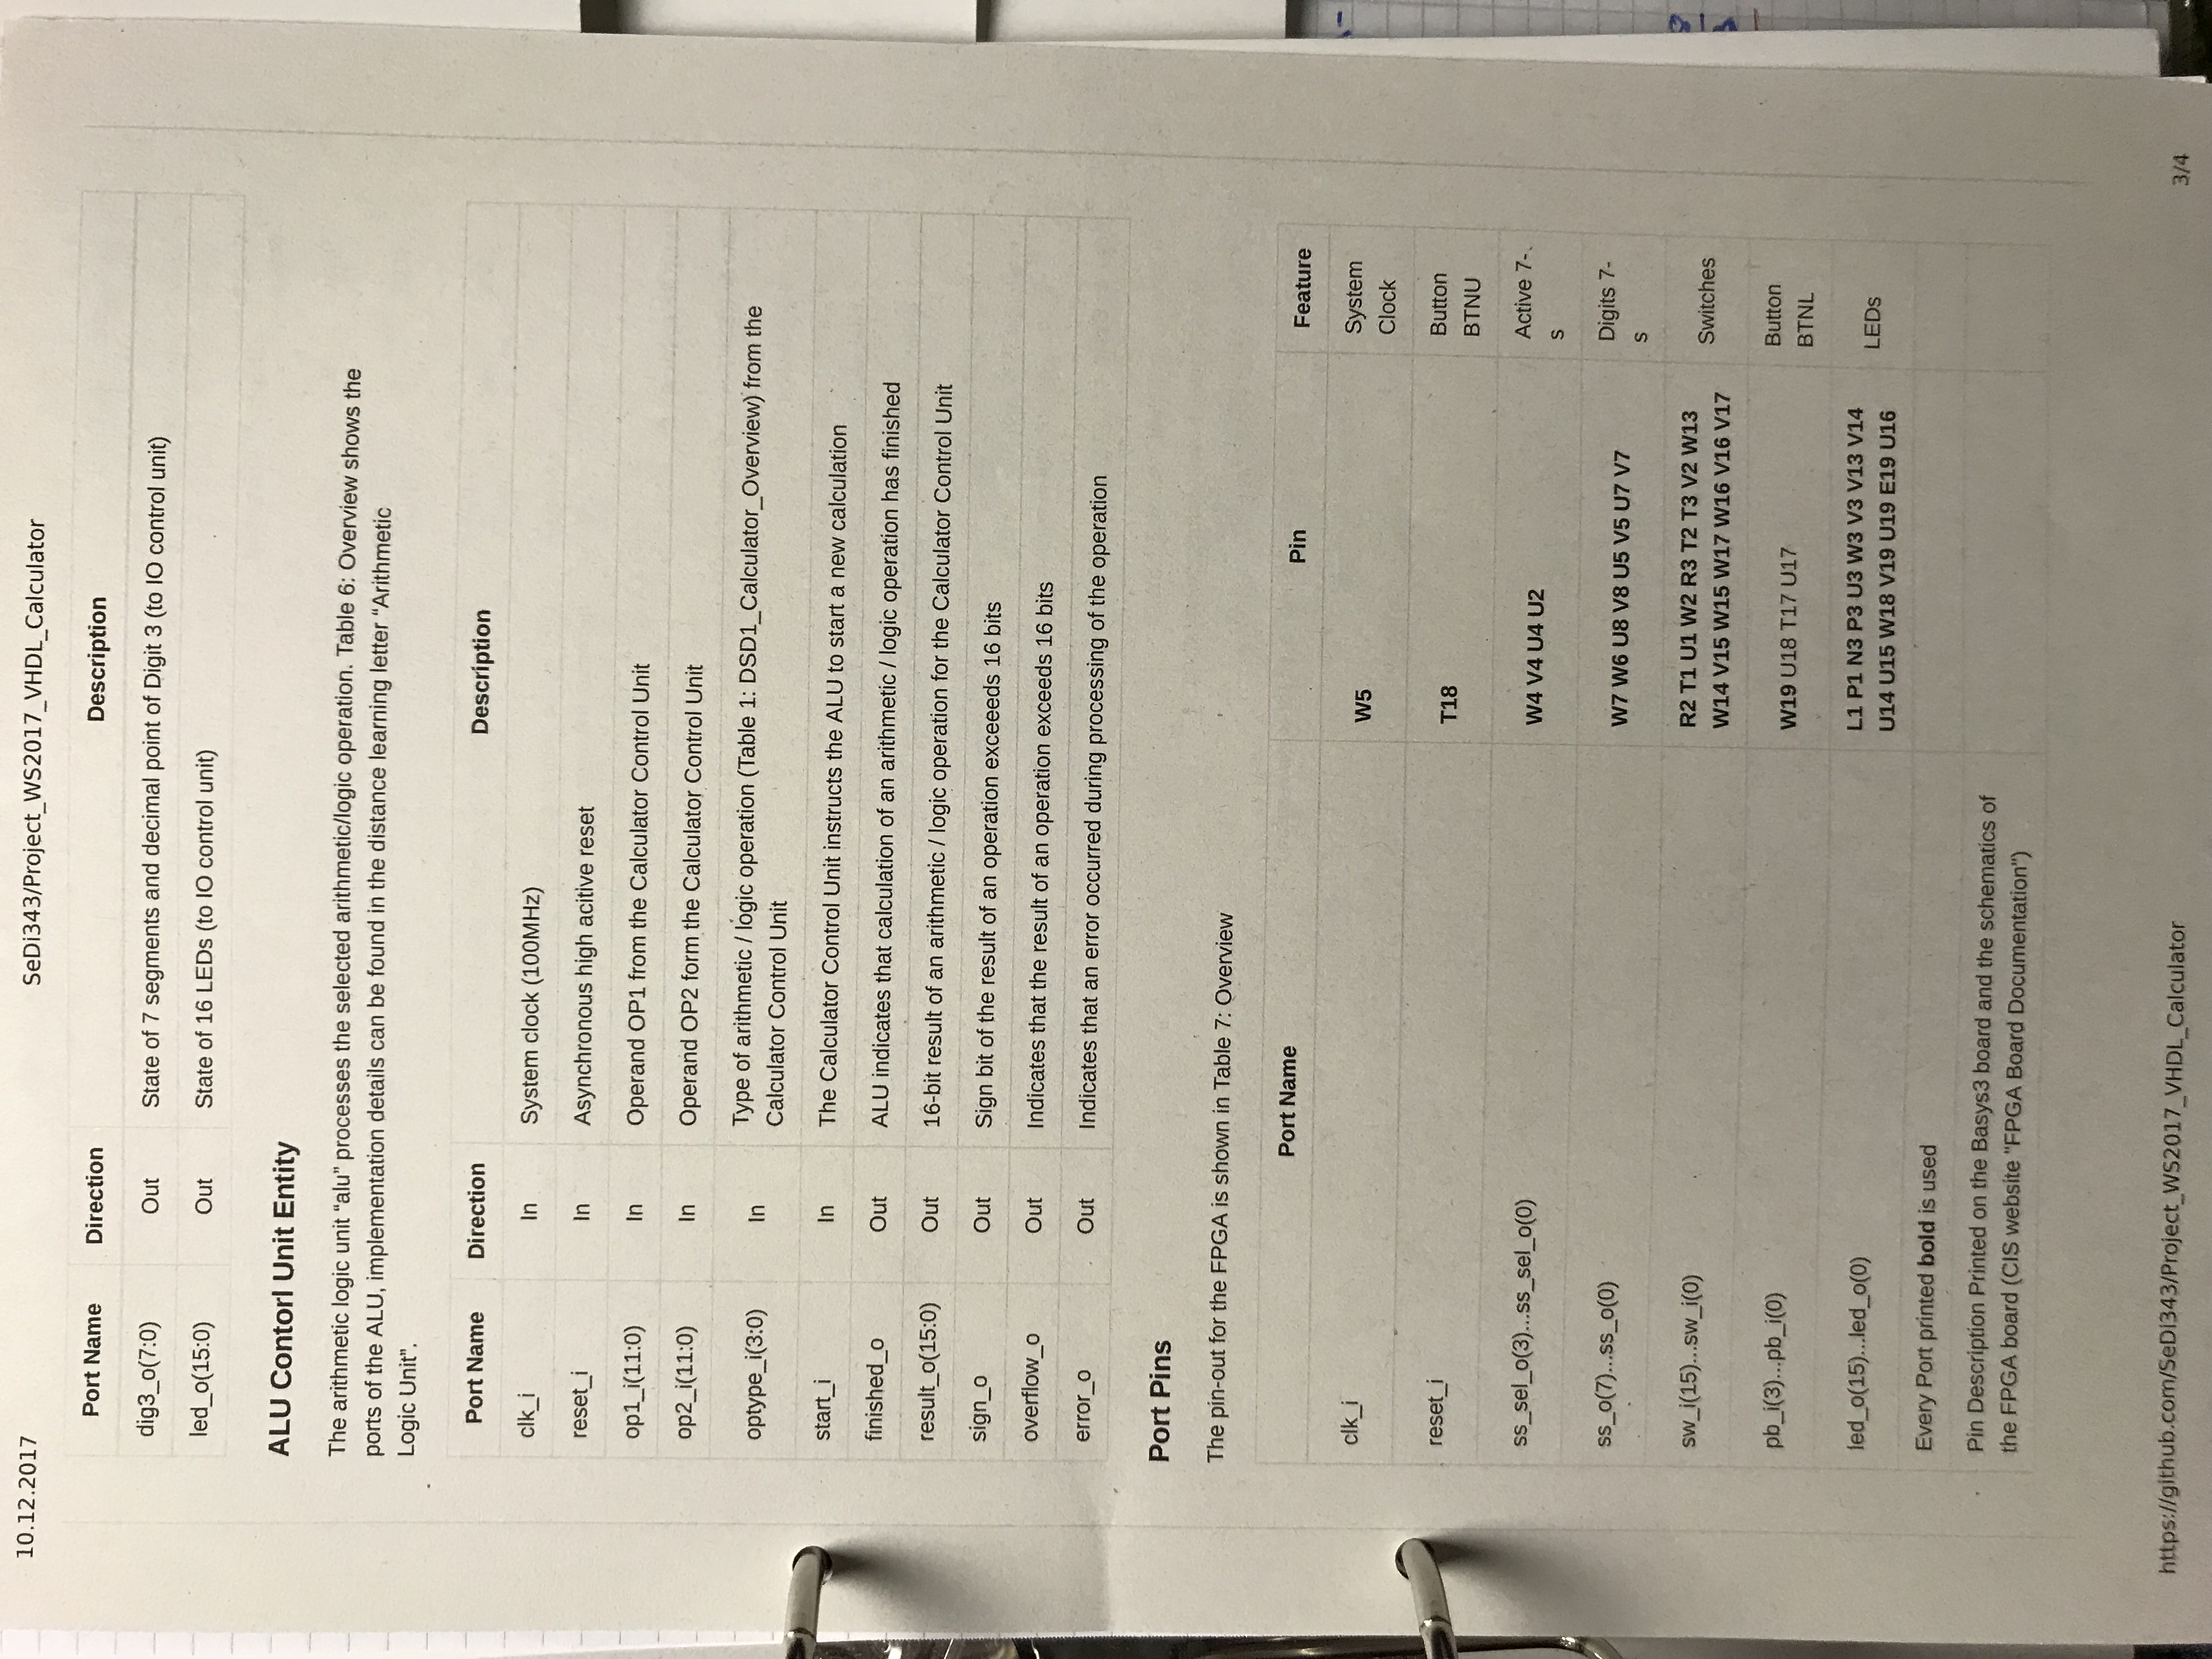 10.12.2017 SeDi343/Project_WS2017_VHDL_Calculator
Port Name Direction Description
dig3_o(7:0) Out State of 7 segments and decimal point of Digit 3 (to IO control unit)
led_o(15:0) Out State of 16 LEDs (to IO control unit)
ALU Contorl Unit Entity
The arithmetic logic unit “alu” processes the selected arithmetic/logic operation. Table 6: Overview shows the
ports of the ALU, implementation details can be found in the distance learning letter “Arithmetic
Logic Unit”.
Port Name Direction Description
clk_i In System clock (100MHz)
reset_i In Asynchronous high acitive reset
op1_i(11:0) In Operand OP1 from the Calculator Control Unit
op2_i(11:0) In Operand OP2 form the Calculator Control Unit
optype_i(3:0) In Type of arithmetic / logic operation (Table 1: DSD1_Calculator_Overview) from the
Calculator Control Unit
start_i In The Calculator Control Unit instructs the ALU to start a new calculation
finished_o Out ALU indicates that calculation of an arithmetic / logic operation has finished
result_o(15:0) Out 16-bit result of an arithmetic / logic operation for the Calculator Control Unit
sign_o Out Sign bit of the result of an operation exceeeds 16 bits
overflow_o Out Indicates that the result of an operation exceeds 16 bits
error_o Out Indicates that an error occurred during processing of the operation
Port Pins
The pin-out for the FPGA is shown in Table 7: Overview
Port Name Pin Feature
clk_i W5 System
Clock
reset_i T18 Button
BTNU
ss_sel_o(3)...ss_sel_o(0) W4 V4 U4 U2 Active 7-
s
ss_o(7)...ss_o(0) W7 W6 U8 V8 U5 V5 U7 V7 Digits 7-
s
sw_i(15)...sw_i(0) R2 T1 U1 W2 R3 T2 T3 V2 W13
W14 V15 W15 W17 W16 V16 V17 Switches
pb_i(3)...pb_i(0) W19 U18 T17 U17 Button
BTNL
led_o(15)...led_o(0) L1 P1 N3 P3 U3 W3 V3 V13 V14
U14 U15 W18 V19 U19 E19 U16 LEDs
Every Port printed bold is used
Pin Description Printed on the Basys3 board and the schematics of
the FPGA board (CIS website "FPGA Board Documentation")
https://github.com/SeDi343/Project_WS2017_VHDL_Calculator 3/4